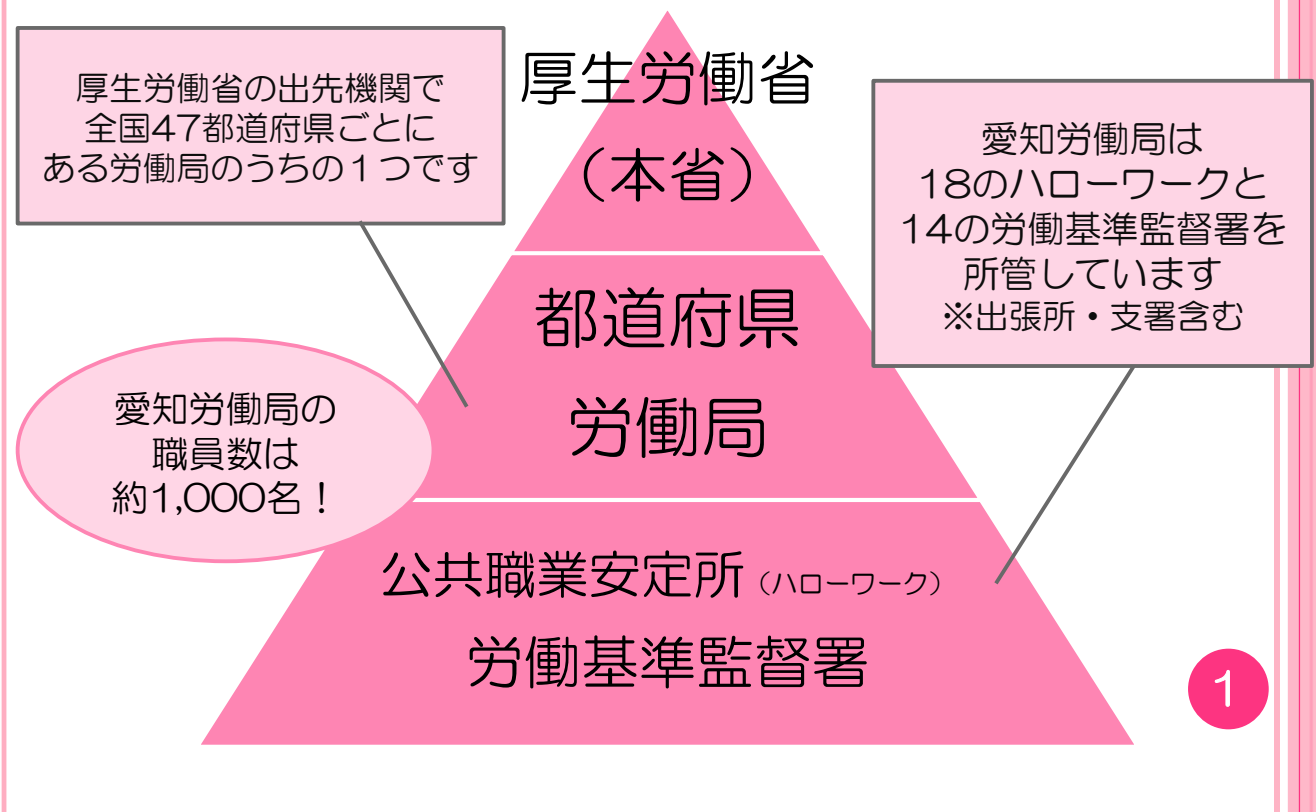 厚生労働省の出先機関で
全国47都道府県ごとに
ある労働局のうちの１つです
厚生労働省
（本省）
愛知労働局は
18のハローワークと
14の労働基準監督署を
所管しています
※出張所・支署含む
都道府県
労働局
愛知労働局の
職員数は
約1,000名！
公共職業安定所（ハローワーク）
労働基準監督署
1